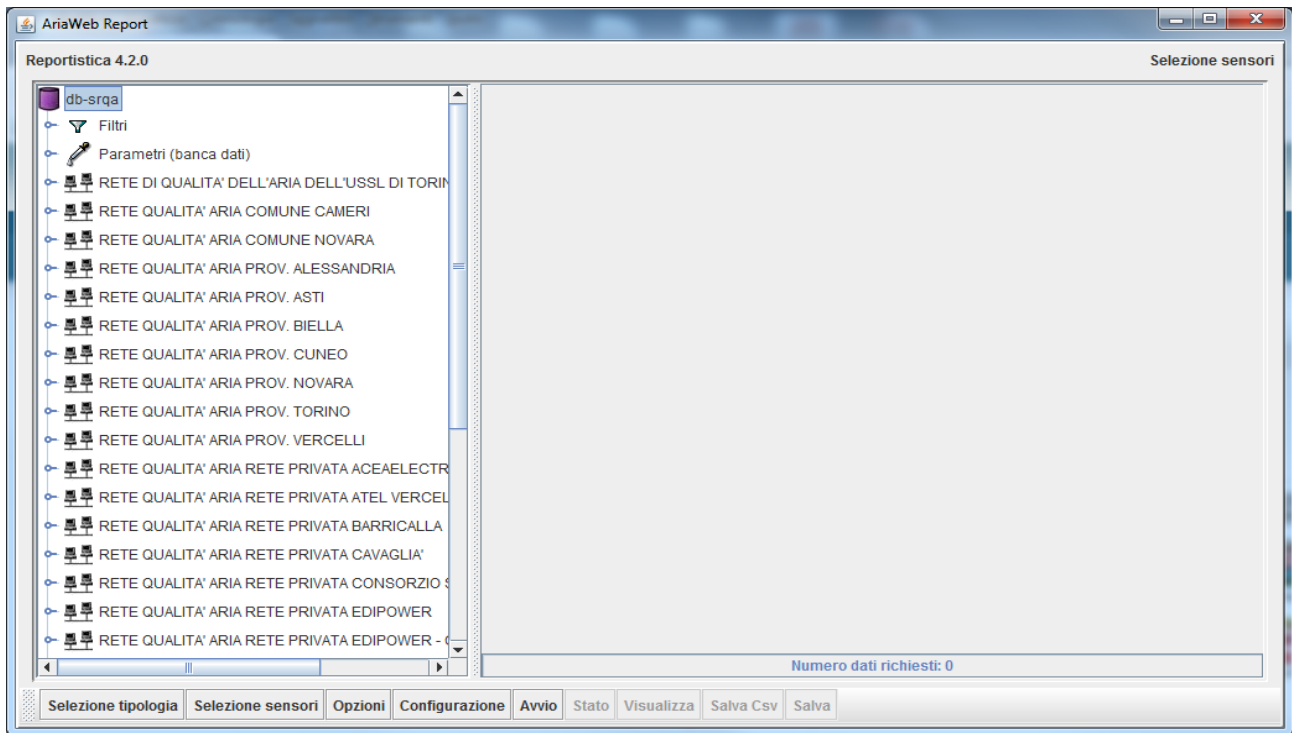 AriaWeb Report
Reportistica 4.2.0
Selezione sensori
db-srqa
Filtri
Parametri (banca dati)
RETE DI QUALITA' DELL'ARIA DELL'USSL DI TORIN
RETE QUALITA' ARIA COMUNE CAMERI
RETE QUALITA' ARIA COMUNE NOVARA
RETE QUALITA' ARIA PROV. ALESSANDRIA
RETE QUALITA' ARIA PROV. ASTI
RETE QUALITA' ARIA PROV. BIELLA
RETE QUALITA' ARIA PROV. CUNEO
RETE QUALITA' ARIA PROV. NOVARA
RETE QUALITA' ARIA PROV. TORINO
RETE QUALITA' ARIA PROV. VERCELLI
RETE QUALITA' ARIA RETE PRIVATA ACEAELECTR
RETE QUALITA' ARIA RETE PRIVATA ATEL VERCEL
RETE QUALITA' ARIA RETE PRIVATA BARRICALLA
RETE QUALITA' ARIA RETE PRIVATA CAVAGLIA'
RETE QUALITA' ARIA RETE PRIVATA CONSORZIO S
RETE QUALITA' ARIA RETE PRIVATA EDIPOWER
RETE QUALITA' ARIA RETE PRIVATA EDIPOWER -
Numero dati richiesti: 0
Selezione tipologia Selezione sensori Opzioni Configurazione Avvio Stato Visualizza Salva Csv Salva